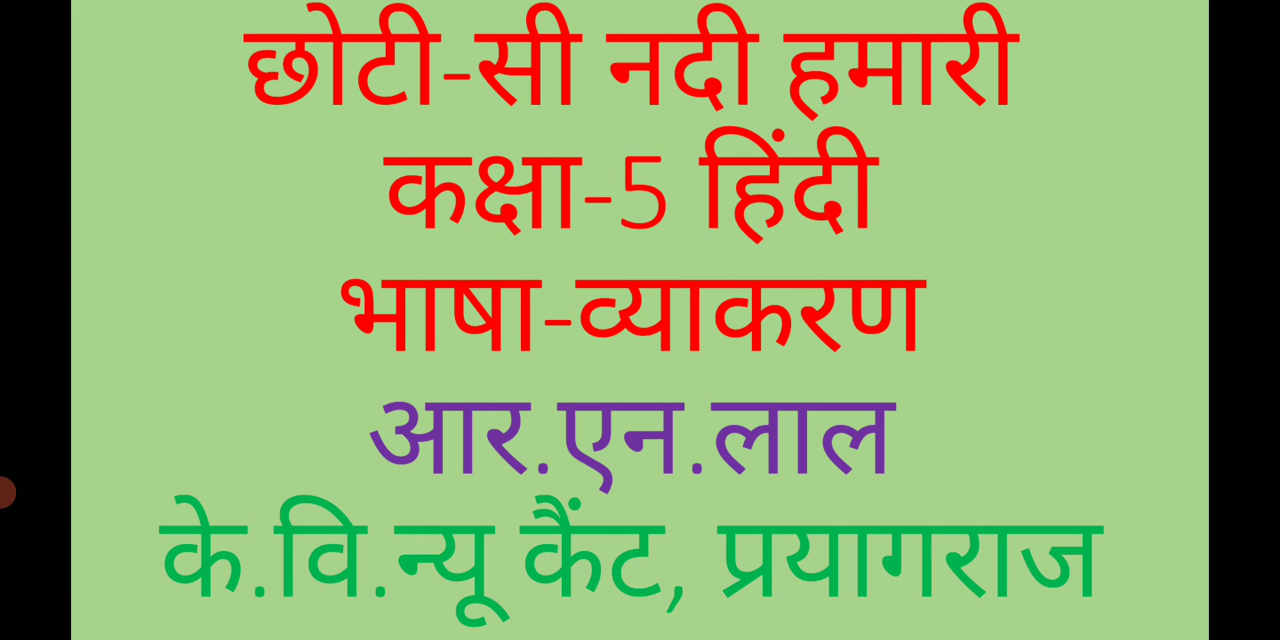 छोटी-सी नदी हमारी
कक्षा-5 हिंदी
भाषा-व्याकरण
आर.एन.लाल
के.वि.न्यू कैंट, प्रयागराज